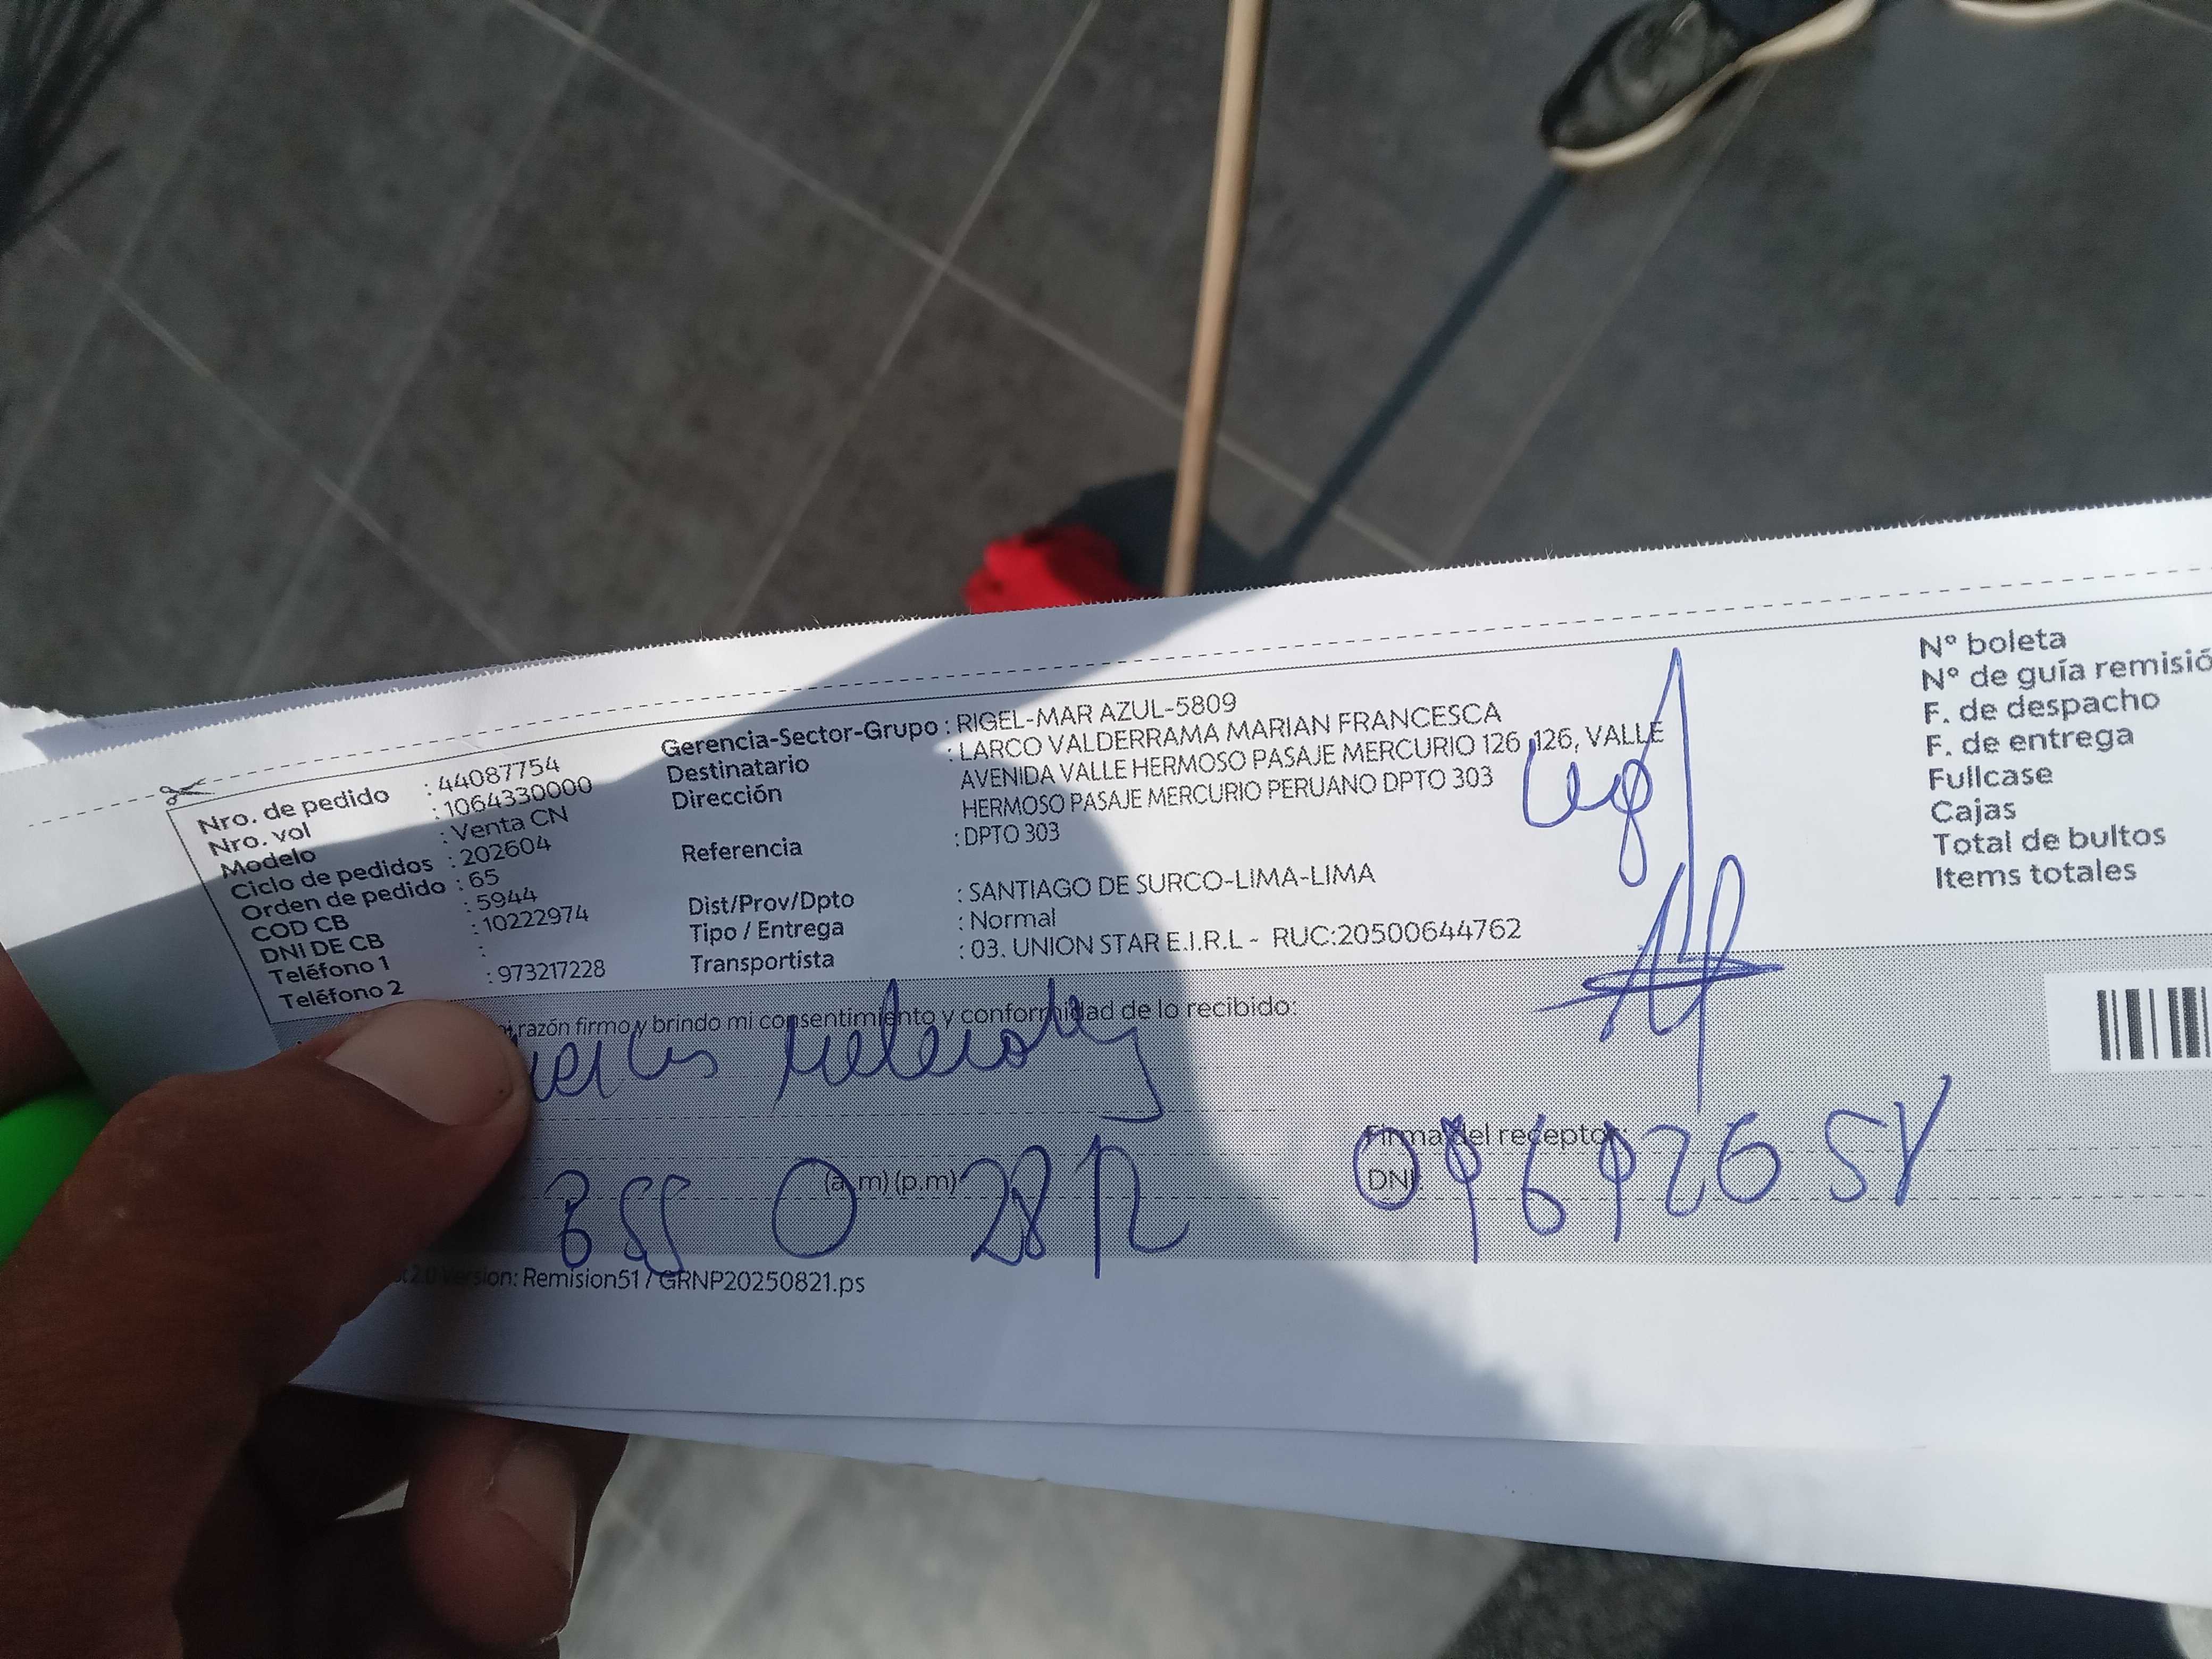 Nro. de pedido : 44087754
Nro. vol : 1064330000
Modelo : Venta CN
Ciclo de pedidos : 202604
Orden de pedido : 65
COD CB : 5944
DNI DE CB : 10222974
Teléfono 1 :
Teléfono 2 : 973217228
Gerencia-Sector-Grupo : RIGEL-MAR AZUL-5809
Destinatario : LARCO VALDERRAMA MARIAN FRANCESCA
Dirección AVENIDA VALLE HERMOSO PASAJE MERCURIO 126 ,126, VALLE
HERMOSO PASAJE MERCURIO PERUANO DPTO 303
Referencia : DPTO 303
Dist/Prov/Dpto : SANTIAGO DE SURCO-LIMA-LIMA
Tipo / Entrega : Normal
Transportista : 03. UNION STAR E.I.R.L - RUC:20500644762
N° boleta
N° de guía remisió
F. de despacho
F. de entrega
Fullcase
Cajas
Total de bultos
Items totales
razón firmo y brindo mi consentimiento y conformidad de lo recibido:
Firma del receptor:
(a.m) (p.m)
DNI
Version: Remision51 / GRNP20250821.ps